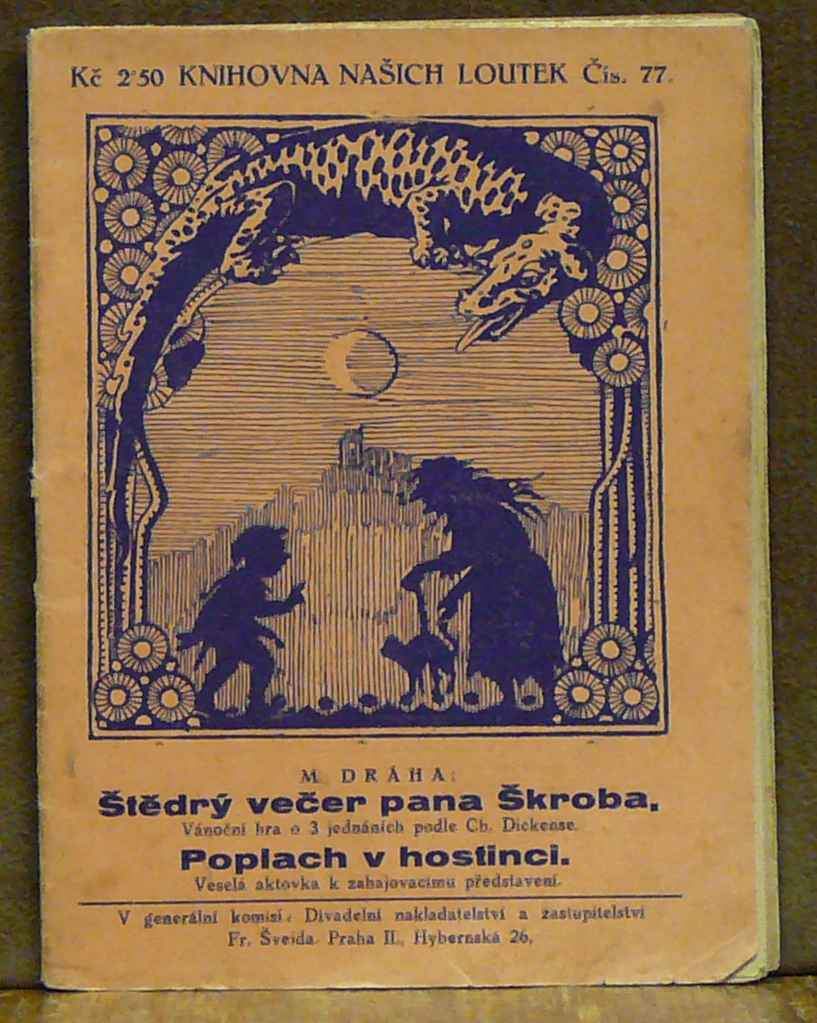 Kč 2·50 KNIHOVNA NAŠICH LOUTEK Čís. 77.
M. DRÁHA:
Štědrý večer pana Škroba.
Vánoční hra o 3 jednáních podle Ch. Dickense.
Poplach v hostinci.
Veselá aktovka k zahajovacímu představení.
V generální komisi: Divadelní nakladatelství a zastupitelství
Fr. Švejda. Praha II., Hybernská 26.